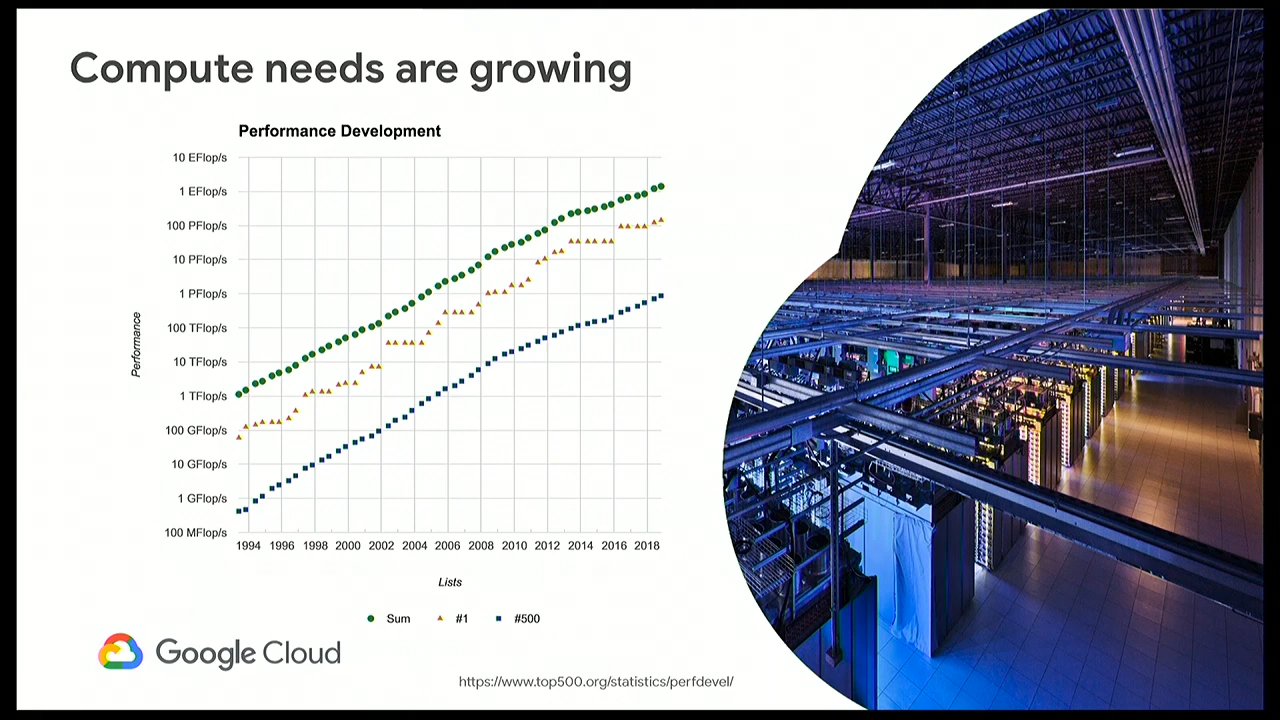 Compute needs are growing
Performance Development
10 EFlop/s
1 EFlop/s
100 PFlop/s
10 PFlop/s
1 PFlop/s
100 TFlop/s
10 TFlop/s
1 TFlop/s
100 GFlop/s
10 GFlop/s
1 GFlop/s
100 MFlop/s
Performance
1994 1996 1998 2000 2002 2004 2006 2008 2010 2012 2014 2016 2018
Lists
Sum #1 #500
Google Cloud
https://www.top500.org/statistics/perfdevel/